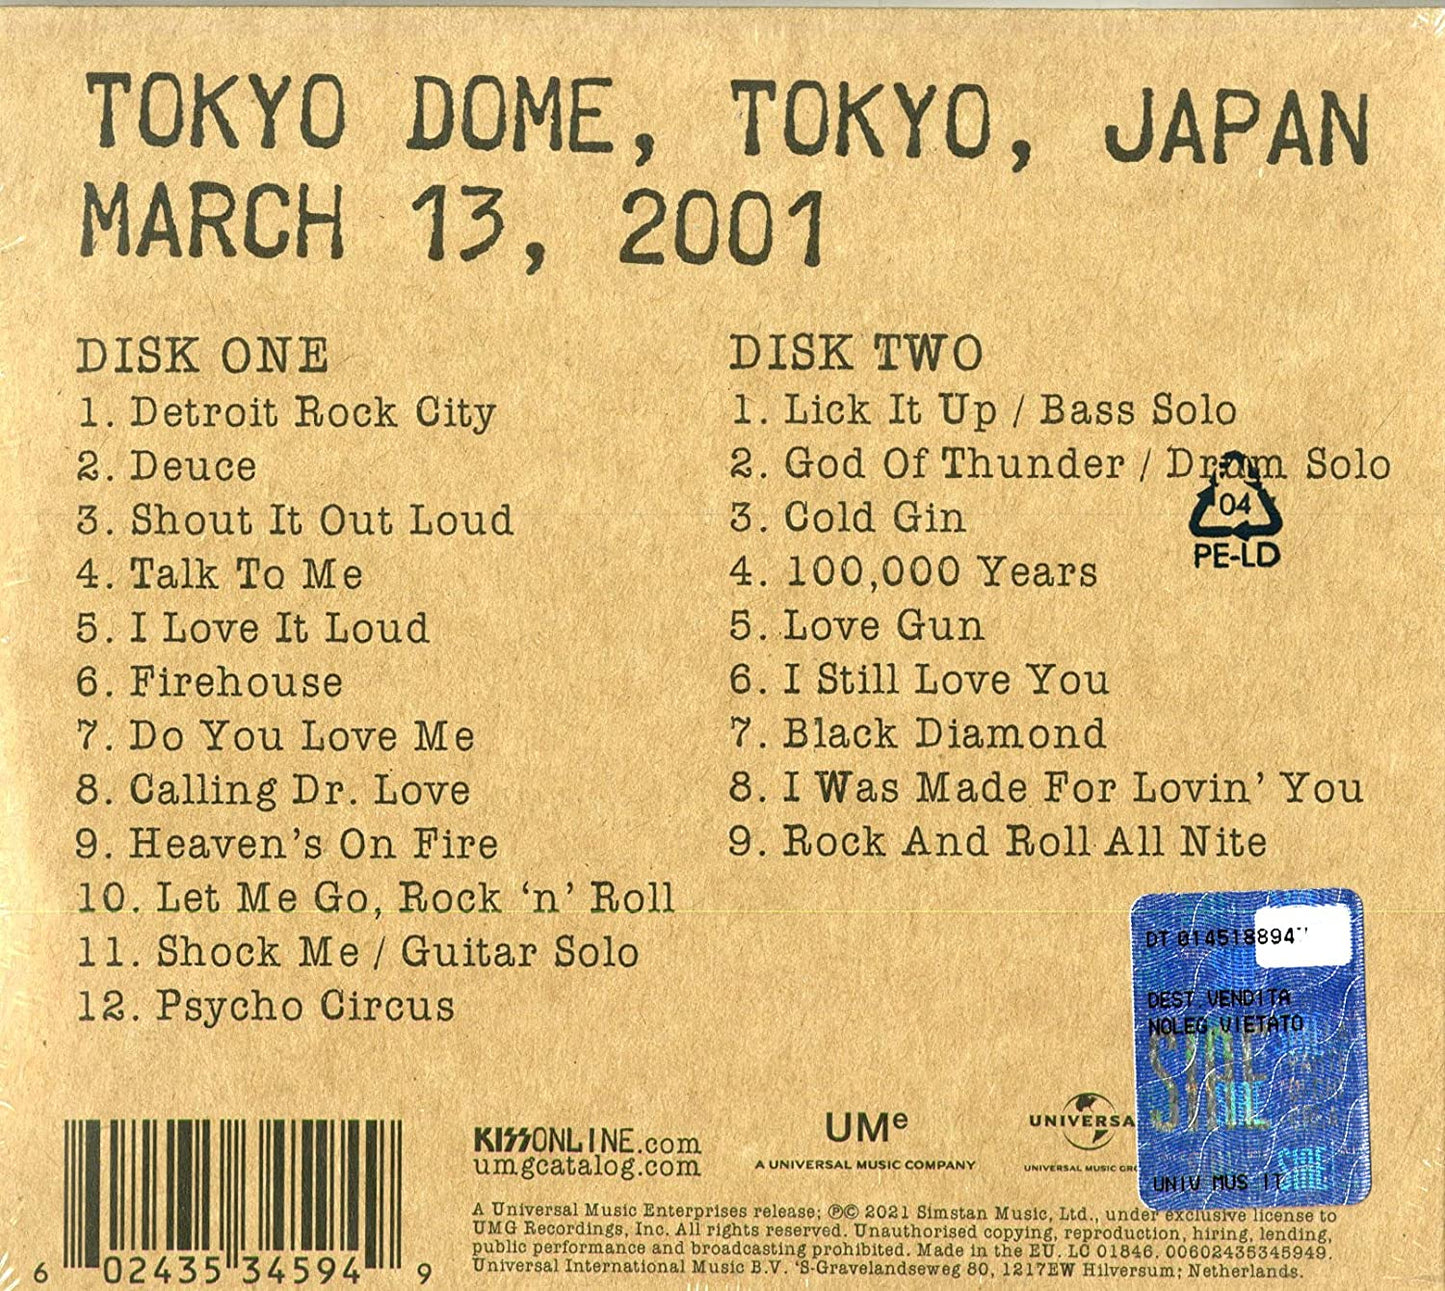 TOKYO DOME, TOKYO, JAPAN
MARCH 13, 2001
DISK ONE
1. Detroit Rock City
2. Deuce
3. Shout It Out Loud
4. Talk To Me
5. I Love It Loud
6. Firehouse
7. Do You Love Me
8. Calling Dr. Love
9. Heaven's On Fire
10. Let Me Go, Rock 'n' Roll
11. Shock Me / Guitar Solo
12. Psycho Circus
DISK TWO
1. Lick It Up / Bass Solo
2. God Of Thunder / Drum Solo
3. Cold Gin
4. 100,000 Years
5. Love Gun
6. I Still Love You
7. Black Diamond
8. I Was Made For Lovin' You
9. Rock And Roll All Nite
04
PE-LD
DT 014518894
DEST VENDITA
NOLEG.VIETATO
SIAE
UNIV MUS IT
6 02435 34594 9
KISSONLINE.com
umgcatalog.com
UMe
A UNIVERSAL MUSIC COMPANY
UNIVERSA
UNIVERSAL MUSIC GRO
A Universal Music Enterprises release; ℗© 2021 Simstan Music, Ltd., under exclusive license to
UMG Recordings, Inc. All rights reserved. Unauthorised copying, reproduction, hiring, lending,
public performance and broadcasting prohibited. Made in the EU. LC 01846. 00602435345949.
Universal International Music B.V. 'S-Gravelandseweg 80, 1217EW Hilversum; Netherlands.